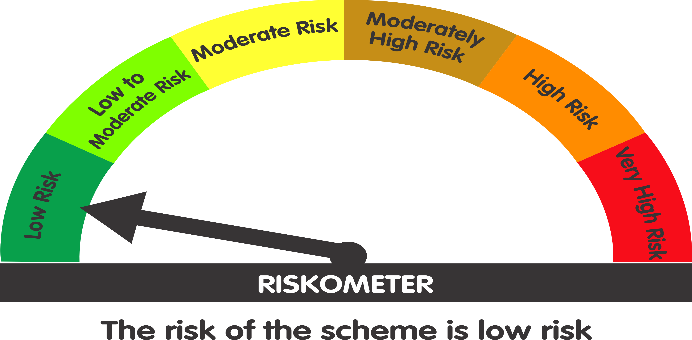 Low Risk
Low to
Moderate Risk
Moderate Risk
Moderately
High Risk
High Risk
Very High Risk
RISKOMETER
The risk of the scheme is low risk